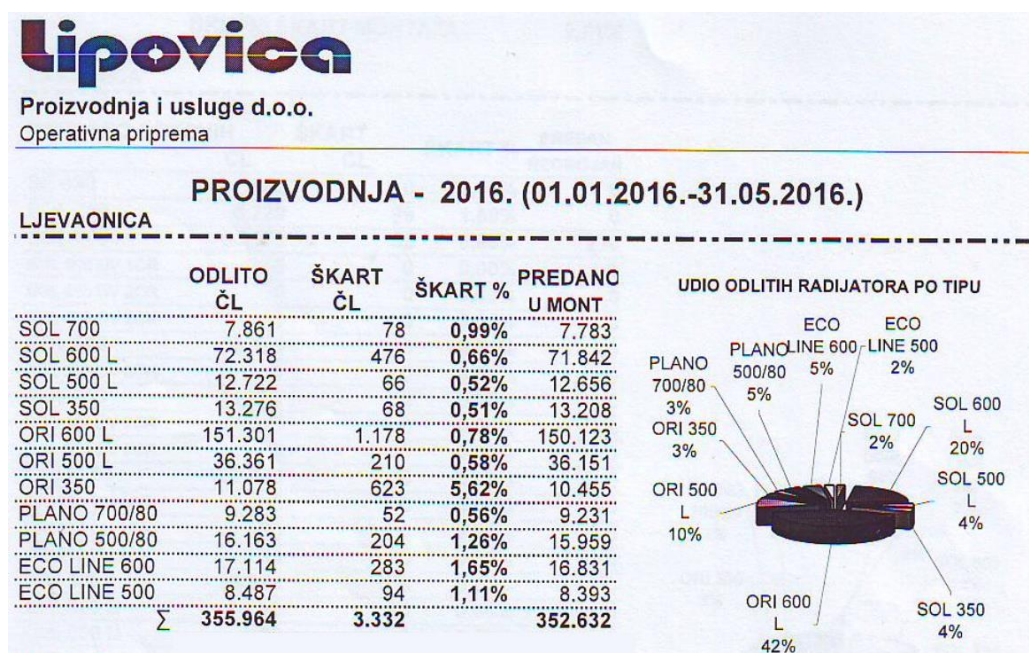 Lipovica
Proizvodnja i usluge d.o.o.
Operativna priprema
PROIZVODNJA - 2016. (01.01.2016.-31.05.2016.)
LJEVAONICA
ODLITO ČL ŠKART ČL ŠKART % PREDANO U MONT
SOL 700 7.861 78 0,99% 7.783
SOL 600 L 72.318 476 0,66% 71.842
SOL 500 L 12.722 66 0,52% 12.656
SOL 350 13.276 68 0,51% 13.208
ORI 600 L 151.301 1.178 0,78% 150.123
ORI 500 L 36.361 210 0,58% 36.151
ORI 350 11.078 623 5,62% 10.455
PLANO 700/80 9.283 52 0,56% 9.231
PLANO 500/80 16.163 204 1,26% 15.959
ECO LINE 600 17.114 283 1,65% 16.831
ECO LINE 500 8.487 94 1,11% 8.393
Σ 355.964 3.332 352.632
UDIO ODLITIH RADIJATORA PO TIPU
PLANO 700/80 3%
PLANO 500/80 5%
ECO LINE 600 5%
ECO LINE 500 2%
SOL 700 2%
SOL 600 L 20%
SOL 500 L 4%
SOL 350 4%
ORI 600 L 42%
ORI 500 L 10%
ORI 350 3%